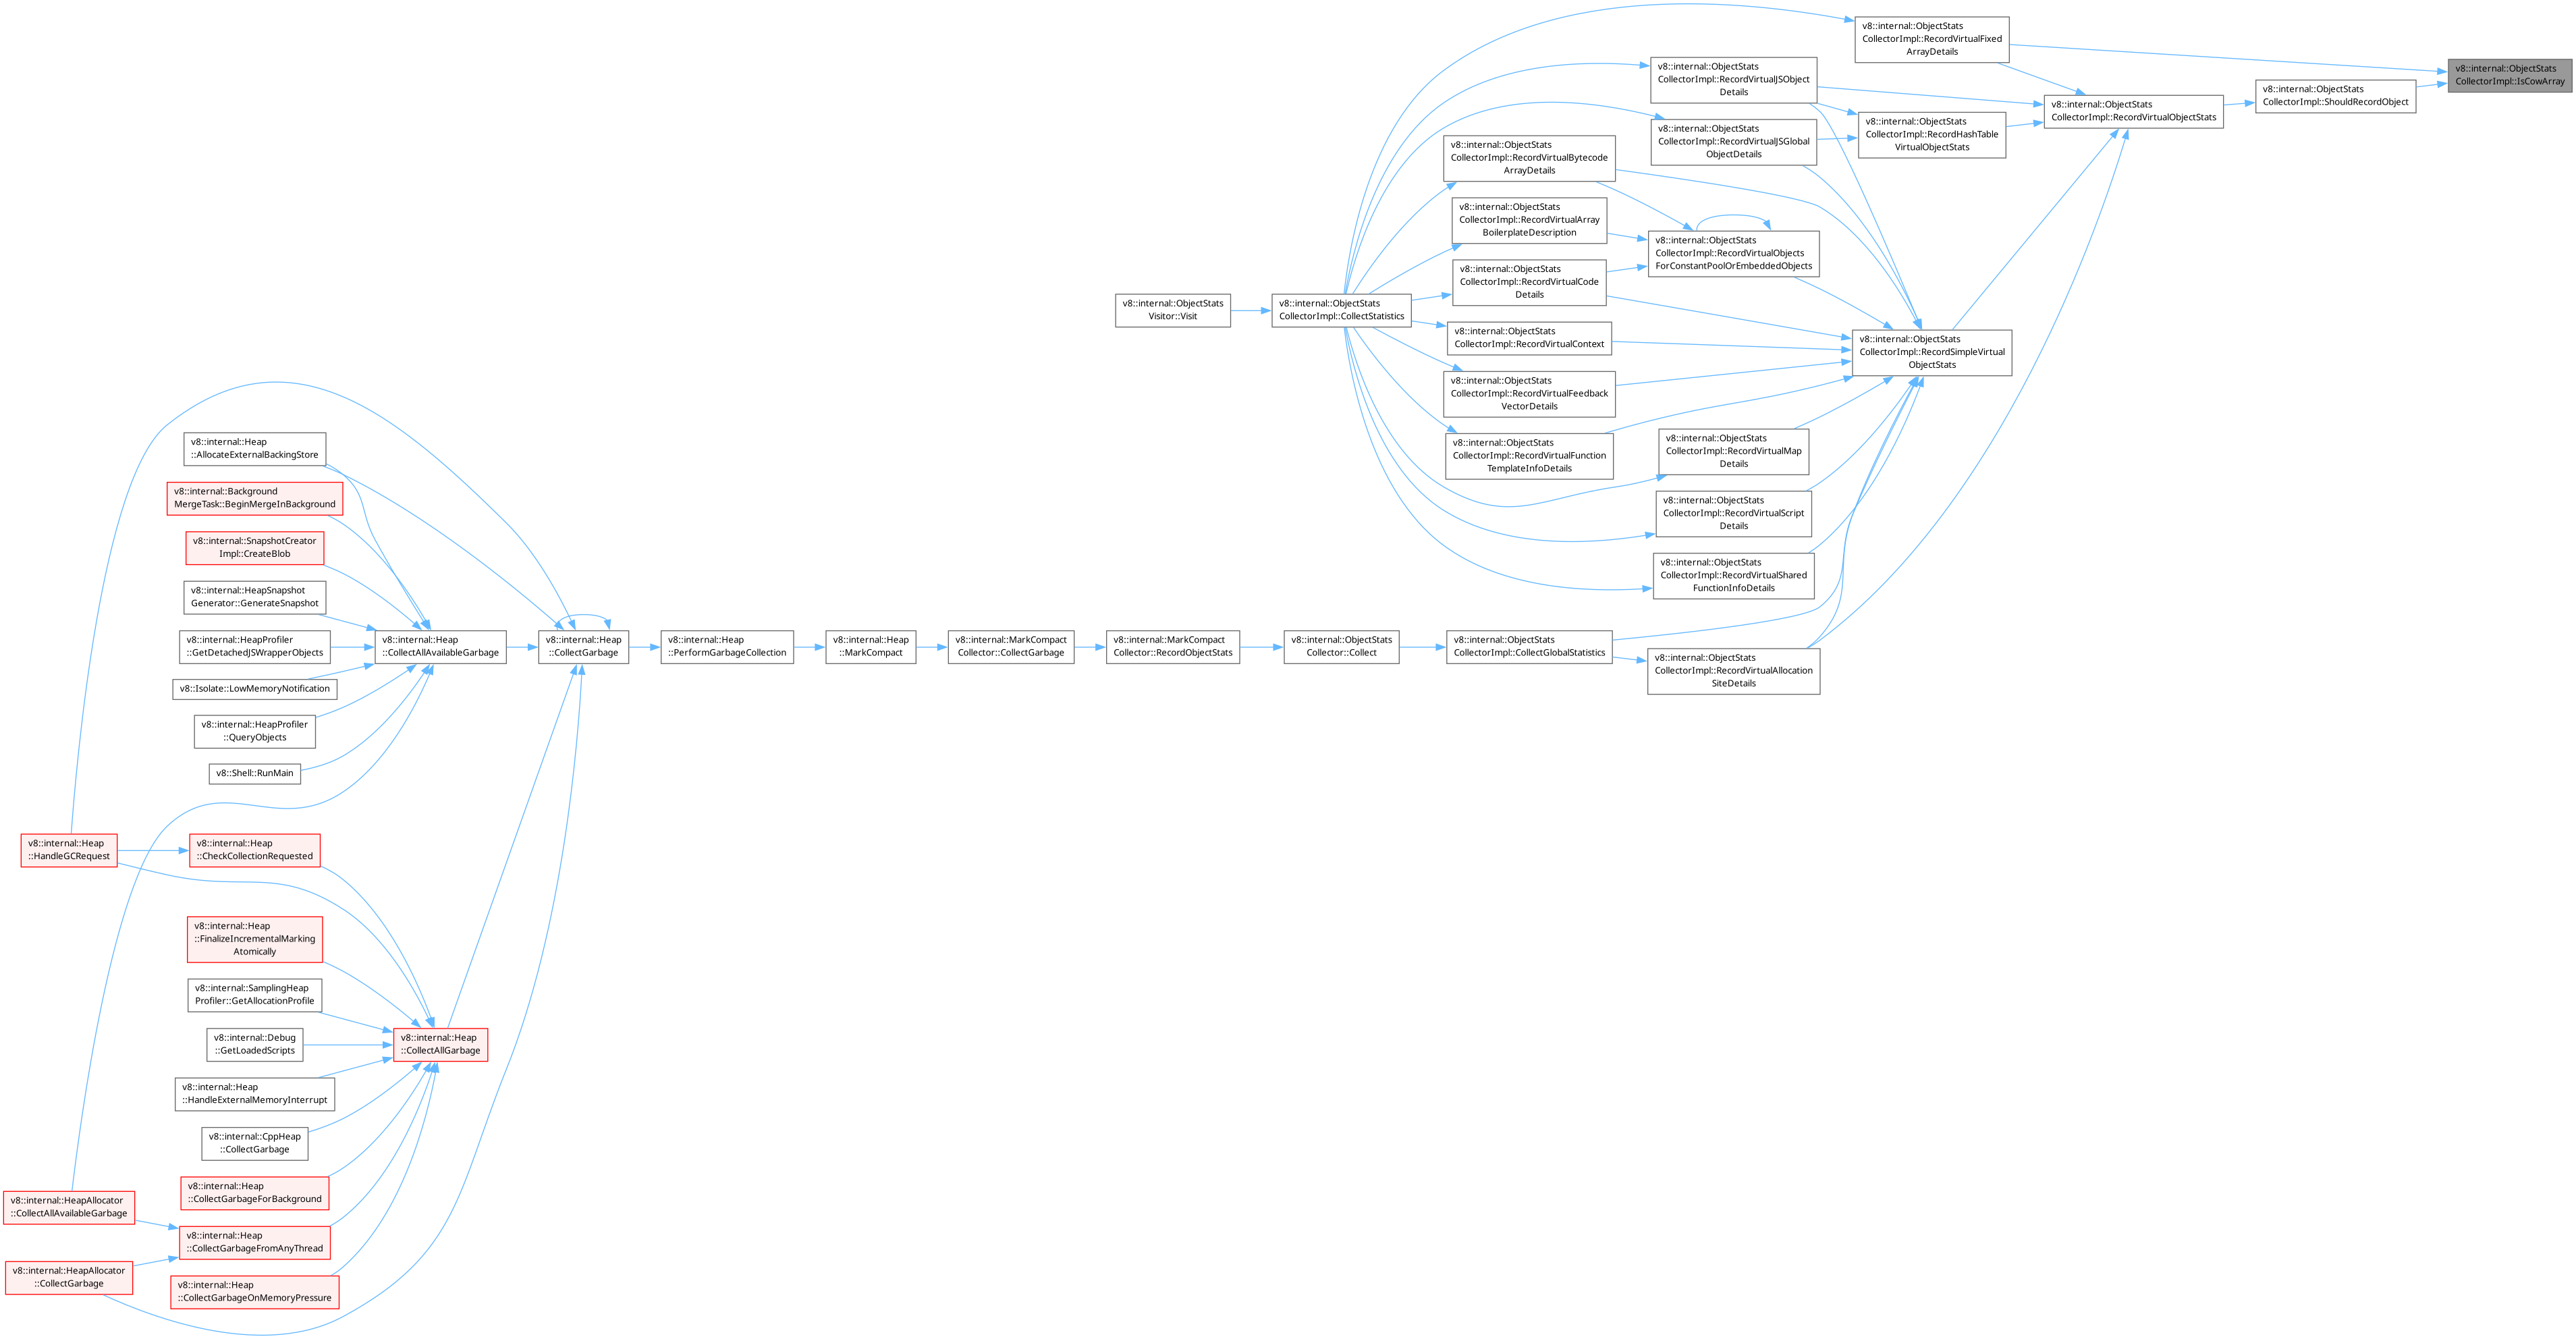 v8::internal::ObjectStats
CollectorImpl::IsCowArray
v8::internal::ObjectStats
CollectorImpl::RecordVirtualFixed
ArrayDetails
v8::internal::ObjectStats
CollectorImpl::ShouldRecordObject
v8::internal::ObjectStats
CollectorImpl::RecordVirtualObjectStats
v8::internal::ObjectStats
CollectorImpl::RecordHashTable
VirtualObjectStats
v8::internal::ObjectStats
CollectorImpl::RecordVirtualJSObject
Details
v8::internal::ObjectStats
CollectorImpl::RecordVirtualJSGlobal
ObjectDetails
v8::internal::ObjectStats
CollectorImpl::RecordVirtualBytecode
ArrayDetails
v8::internal::ObjectStats
CollectorImpl::RecordVirtualArray
BoilerplateDescription
v8::internal::ObjectStats
CollectorImpl::RecordVirtualObjects
ForConstantPoolOrEmbeddedObjects
v8::internal::ObjectStats
CollectorImpl::RecordVirtualCode
Details
v8::internal::ObjectStats
Visitor::Visit
v8::internal::ObjectStats
CollectorImpl::CollectStatistics
v8::internal::ObjectStats
CollectorImpl::RecordVirtualContext
v8::internal::ObjectStats
CollectorImpl::RecordSimpleVirtual
ObjectStats
v8::internal::ObjectStats
CollectorImpl::RecordVirtualFeedback
VectorDetails
v8::internal::ObjectStats
CollectorImpl::RecordVirtualFunction
TemplateInfoDetails
v8::internal::ObjectStats
CollectorImpl::RecordVirtualMap
Details
v8::internal::ObjectStats
CollectorImpl::RecordVirtualScript
Details
v8::internal::ObjectStats
CollectorImpl::RecordVirtualShared
FunctionInfoDetails
v8::internal::ObjectStats
CollectorImpl::RecordVirtualAllocation
SiteDetails
v8::internal::ObjectStats
CollectorImpl::CollectGlobalStatistics
v8::internal::ObjectStats
Collector::Collect
v8::internal::MarkCompact
Collector::RecordObjectStats
v8::internal::MarkCompact
Collector::CollectGarbage
v8::internal::Heap
::MarkCompact
v8::internal::Heap
::PerformGarbageCollection
v8::internal::Heap
::CollectGarbage
v8::internal::Heap
::CollectAllAvailableGarbage
v8::internal::Heap
::AllocateExternalBackingStore
v8::internal::Background
MergeTask::BeginMergeInBackground
v8::internal::SnapshotCreator
Impl::CreateBlob
v8::internal::HeapSnapshot
Generator::GenerateSnapshot
v8::internal::HeapProfiler
::GetDetachedJSWrapperObjects
v8::Isolate::LowMemoryNotification
v8::internal::HeapProfiler
::QueryObjects
v8::Shell::RunMain
v8::internal::Heap
::HandleGCRequest
v8::internal::Heap
::CheckCollectionRequested
v8::internal::Heap
::FinalizeIncrementalMarking
Atomically
v8::internal::SamplingHeap
Profiler::GetAllocationProfile
v8::internal::Debug
::GetLoadedScripts
v8::internal::Heap
::CollectAllGarbage
v8::internal::Heap
::HandleExternalMemoryInterrupt
v8::internal::CppHeap
::CollectGarbage
v8::internal::Heap
::CollectGarbageForBackground
v8::internal::HeapAllocator
::CollectAllAvailableGarbage
v8::internal::Heap
::CollectGarbageFromAnyThread
v8::internal::HeapAllocator
::CollectGarbage
v8::internal::Heap
::CollectGarbageOnMemoryPressure